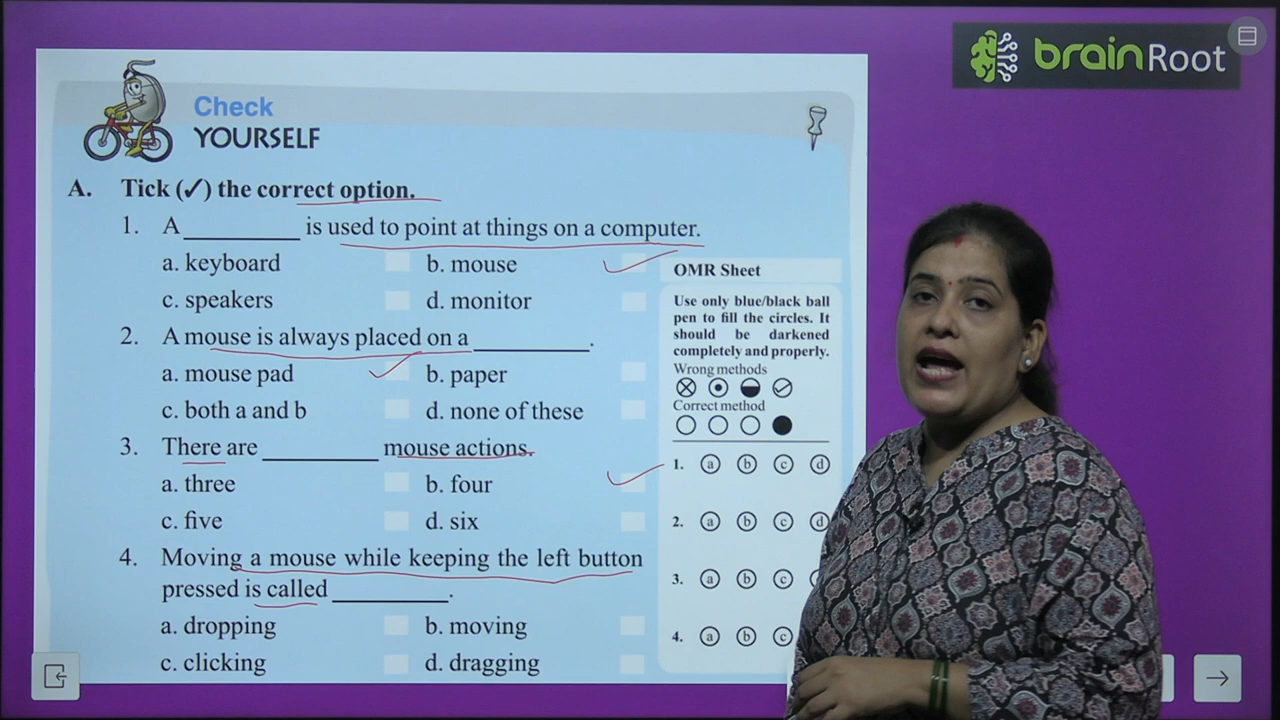 brainRoot
Check
YOURSELF
A. Tick (✓) the correct option.
1. A ________ is used to point at things on a computer.
a. keyboard b. mouse
c. speakers d. monitor
2. A mouse is always placed on a ________.
a. mouse pad b. paper
c. both a and b d. none of these
3. There are ________ mouse actions.
a. three b. four
c. five d. six
4. Moving a mouse while keeping the left button
pressed is called ________.
a. dropping b. moving
c. clicking d. dragging
OMR Sheet
Use only blue/black ball
pen to fill the circles. It
should be darkened
completely and properly.
Wrong methods
Correct method
1. a b c d
2. a b c d
3. a b c
4. a b c